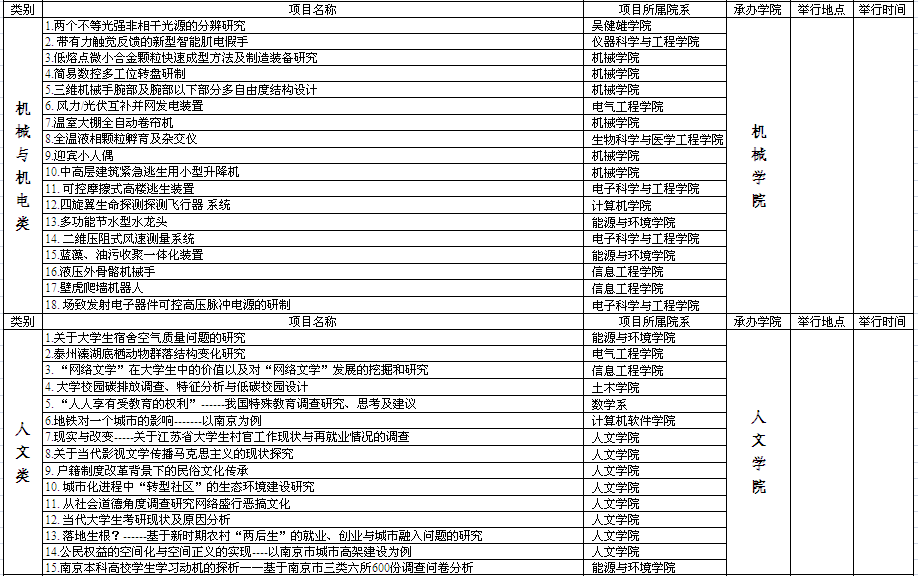 类别 项目名称 项目所属院系 承办学院 举行地点 举行时间
机械与机电类
机械学院
1.两个不等光强非相干光源的分辨研究 吴健雄学院
2. 带有力触觉反馈的新型智能肌电假手 仪器科学与工程学院
3.低熔点微小合金颗粒快速成型方法及制造装备研究 机械学院
4.简易数控多工位转盘研制 机械学院
5.三维机械手腕部及腕部以下部分多自由度结构设计 机械学院
6. 风力/光伏互补并网发电装置 电气工程学院
7.温室大棚全自动卷帘机 机械学院
8.全温液相颗粒孵育及杂交仪 生物科学与医学工程学院
9.迎宾小人偶 机械学院
10.中高层建筑紧急逃生用小型升降机 机械学院
11. 可控摩擦式高楼逃生装置 电子科学与工程学院
12.四旋翼生命探测探测飞行器 系统 计算机学院
13.多功能节水型水龙头 能源与环境学院
14. 二维压阻式风速测量系统 电子科学与工程学院
15.蓝藻、油污收聚一体化装置 能源与环境学院
16.液压外骨骼机械手 信息工程学院
17.壁虎爬墙机器人 信息工程学院
18. 场致发射电子器件可控高压脉冲电源的研制 电子科学与工程学院
类别 项目名称 项目所属院系 承办学院 举行地点 举行时间
人文类
人文学院
1.关于大学生宿舍空气质量问题的研究 能源与环境学院
2.泰州溱湖底栖动物群落结构变化研究 电气工程学院
3. “网络文学”在大学生中的价值以及对“网络文学”发展的挖掘和研究 信息工程学院
4. 大学校园碳排放调查、特征分析与低碳校园设计 土木学院
5. “人人享有受教育的权利”------我国特殊教育调查研究、思考及建议 数学系
6.地铁对一个城市的影响-------以南京为例 计算机软件学院
7.现实与改变-----关于江苏省大学生村官工作现状与再就业情况的调查 人文学院
8.关于当代影视文学传播马克思主义的现状探究 人文学院
9. 户籍制度改革背景下的民俗文化传承 人文学院
10. 城市化进程中“转型社区”的生态环境建设研究 人文学院
11. 从社会道德角度调查研究网络盛行恶搞文化 人文学院
12. 当代大学生考研现状及原因分析 人文学院
13. 落地生根？------基于新时期农村“两后生”的就业、创业与城市融入问题的研究 人文学院
14.公民权益的空间化与空间正义的实现----以南京市城市高架建设为例 人文学院
15.南京本科高校学生学习动机的探析——基于南京市三类六所600份调查问卷分析 能源与环境学院